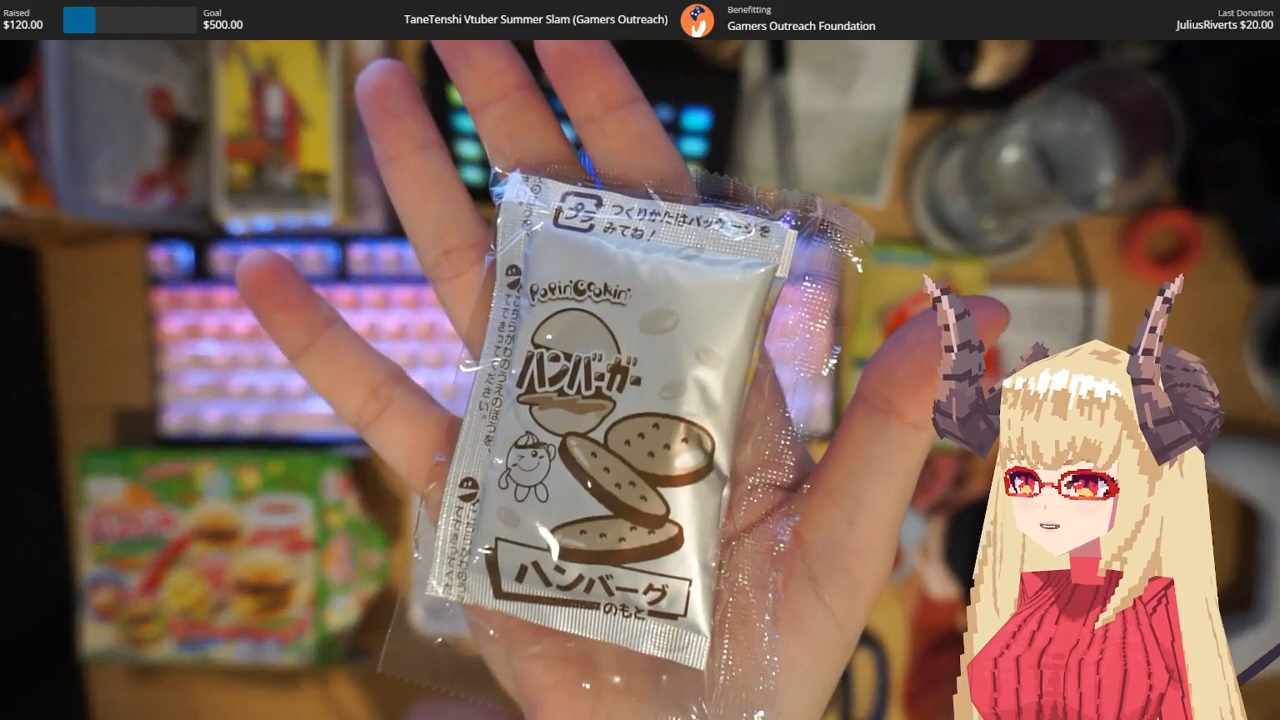 Raised
$120.00
Goal
$500.00
TaneTenshi Vtuber Summer Slam (Gamers Outreach)
Benefitting
Gamers Outreach Foundation
Last Donation
JuliusRiverts $20.00
プラ
つくりかたはパッケージを
みてね!
Popin'Cookin'
ハンバーガー
ハンバーグ
のもと